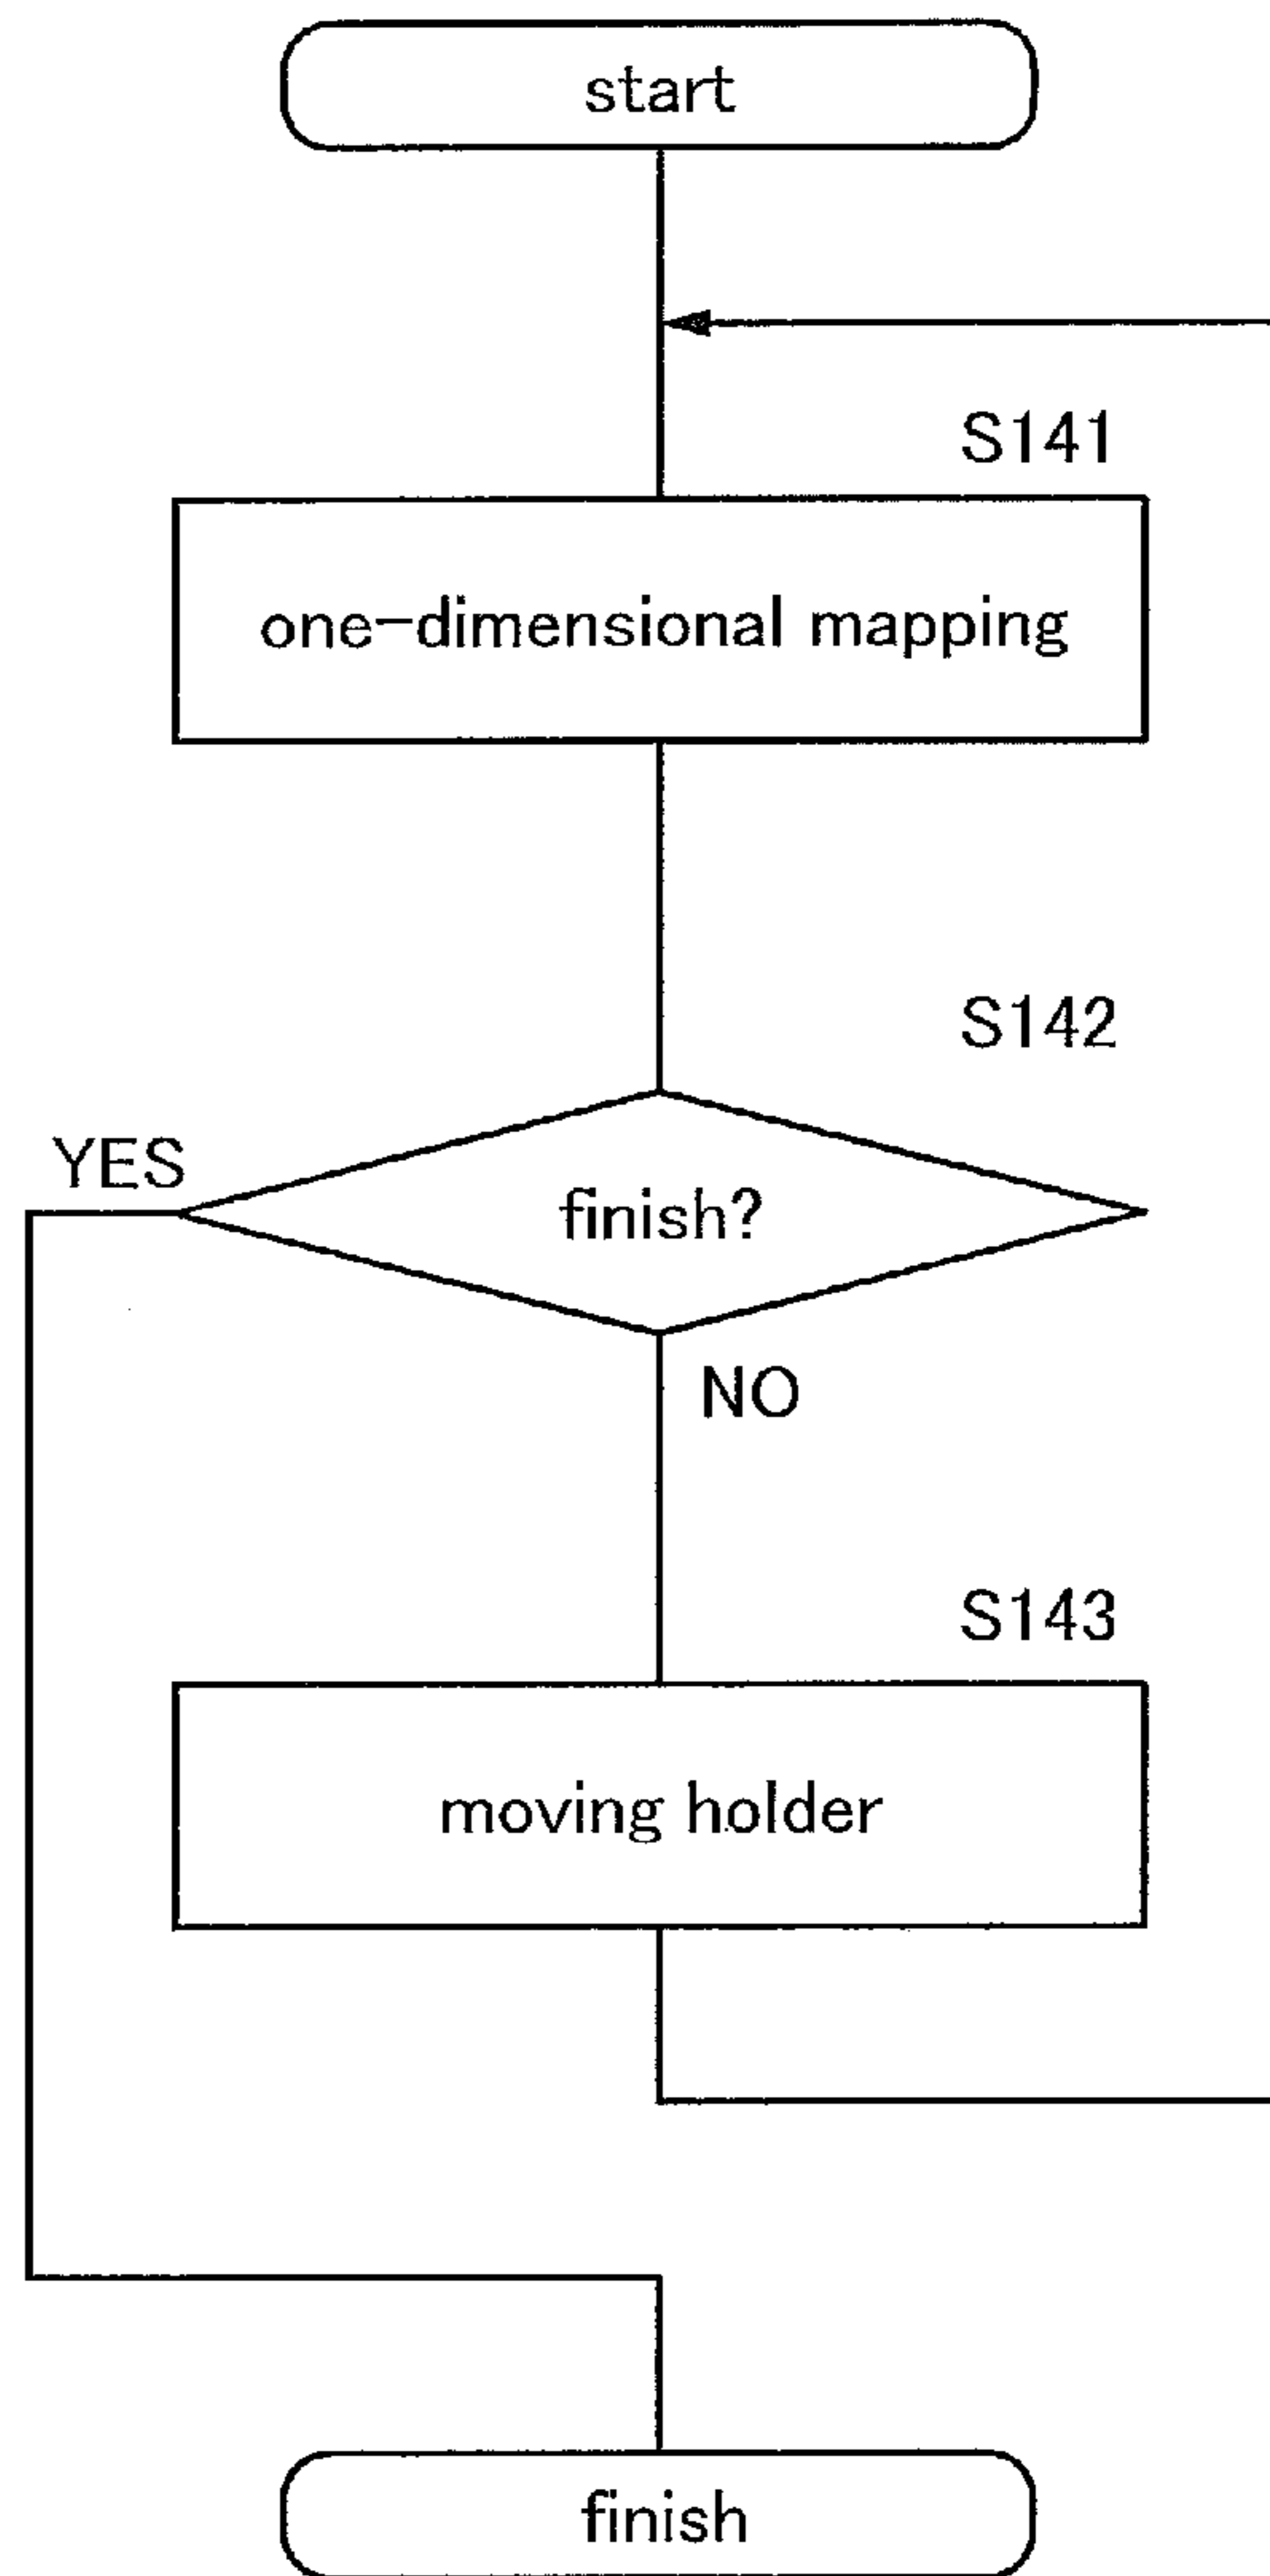 start
S141
one-dimensional mapping
S142
YES
finish?
NO
S143
moving holder
finish